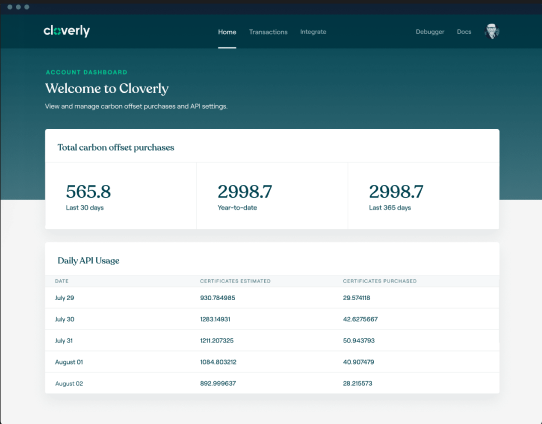 cloverly
Home Transactions Integrate Debugger Docs
ACCOUNT DASHBOARD
Welcome to Cloverly
View and manage carbon offset purchases and API settings.
Total carbon offset purchases
565.8 2998.7 2998.7
Last 30 days Year-to-date Last 365 days
Daily API Usage
DATE CERTIFICATES ESTIMATED CERTIFICATES PURCHASED
July 29 930.784985 29.574118
July 30 1283.14931 42.6275667
July 31 1211.207325 50.943793
August 01 1084.803212 40.907479
August 02 892.999637 28.215573